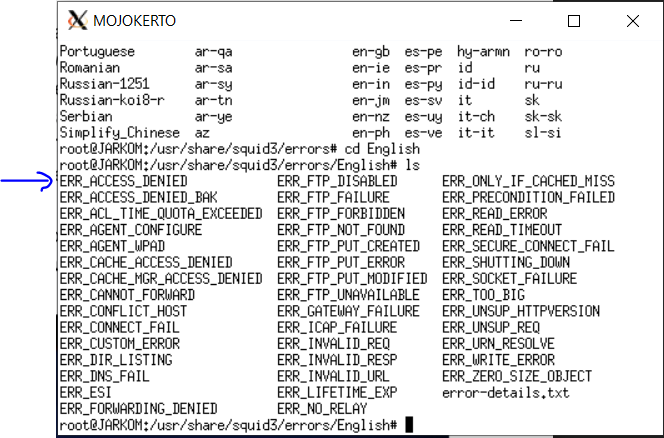 MOJOKERTO
Portuguese ar-qa en-gb es-pe hy-armn ro-ro
Romanian ar-sa en-ie es-pr id ru
Russian-1251 ar-sy en-in es-py id-id ru-ru
Russian-koi8-r ar-tn en-jm es-sv it sk
Serbian ar-ye en-nz es-uy it-ch sk-sk
Simplify_Chinese az en-ph es-ve it-it sl-si
root@JARKOM:/usr/share/squid3/errors# cd English
root@JARKOM:/usr/share/squid3/errors/English# ls
ERR_ACCESS_DENIED ERR_FTP_DISABLED ERR_ONLY_IF_CACHED_MISS
ERR_ACCESS_DENIED_BAK ERR_FTP_FAILURE ERR_PRECONDITION_FAILED
ERR_ACL_TIME_QUOTA_EXCEEDED ERR_FTP_FORBIDDEN ERR_READ_ERROR
ERR_AGENT_CONFIGURE ERR_FTP_NOT_FOUND ERR_READ_TIMEOUT
ERR_AGENT_WPAD ERR_FTP_PUT_CREATED ERR_SECURE_CONNECT_FAIL
ERR_CACHE_ACCESS_DENIED ERR_FTP_PUT_ERROR ERR_SHUTTING_DOWN
ERR_CACHE_MGR_ACCESS_DENIED ERR_FTP_PUT_MODIFIED ERR_SOCKET_FAILURE
ERR_CANNOT_FORWARD ERR_FTP_UNAVAILABLE ERR_TOO_BIG
ERR_CONFLICT_HOST ERR_GATEWAY_FAILURE ERR_UNSUP_HTTPVERSION
ERR_CONNECT_FAIL ERR_ICAP_FAILURE ERR_UNSUP_REQ
ERR_CUSTOM_ERROR ERR_INVALID_REQ ERR_URN_RESOLVE
ERR_DIR_LISTING ERR_INVALID_RESP ERR_WRITE_ERROR
ERR_DNS_FAIL ERR_INVALID_URL ERR_ZERO_SIZE_OBJECT
ERR_ESI ERR_LIFETIME_EXP error-details.txt
ERR_FORWARDING_DENIED ERR_NO_RELAY
root@JARKOM:/usr/share/squid3/errors/English#